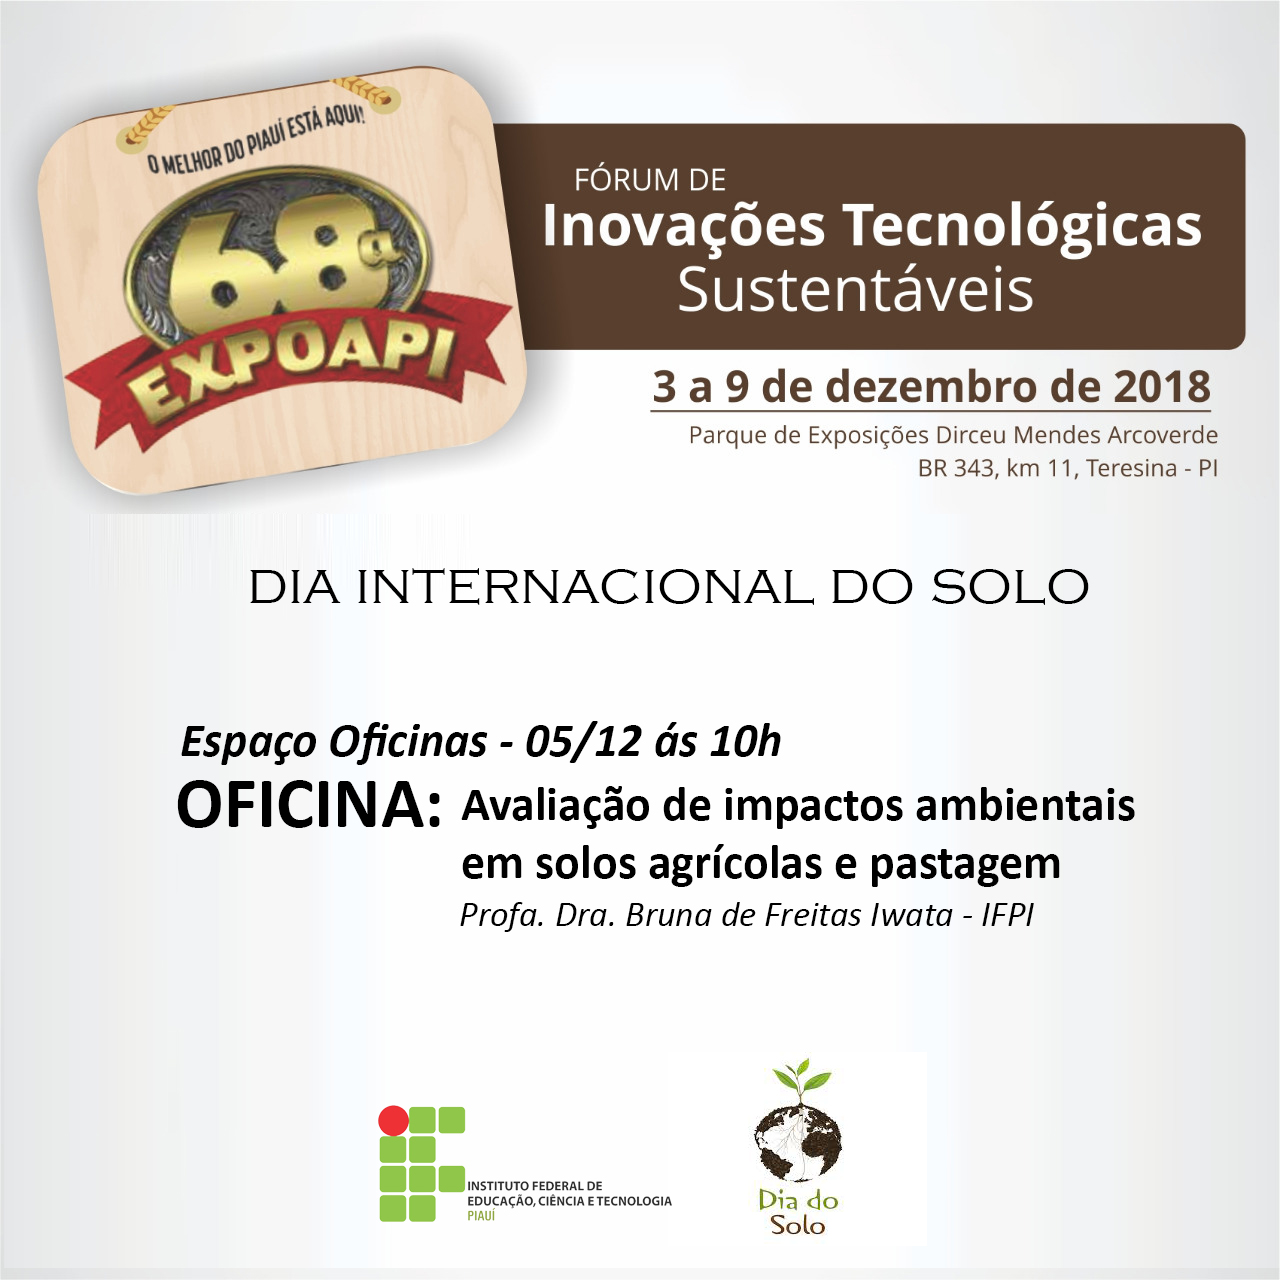 O MELHOR DO PIAUÍ ESTÁ AQUI!
68ª
EXPOAPI
FÓRUM DE
Inovações Tecnológicas
Sustentáveis
3 a 9 de dezembro de 2018
Parque de Exposições Dirceu Mendes Arcoverde
BR 343, km 11, Teresina - PI
DIA INTERNACIONAL DO SOLO
Espaço Oficinas - 05/12 ás 10h
OFICINA: Avaliação de impactos ambientais
em solos agrícolas e pastagem
Profa. Dra. Bruna de Freitas Iwata - IFPI
INSTITUTO FEDERAL DE
EDUCAÇÃO, CIÊNCIA E TECNOLOGIA
PIAUÍ
Dia do
Solo